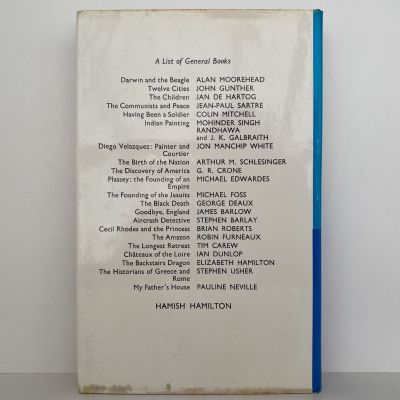 A List of General Books
Darwin and the Beagle ALAN MOOREHEAD
Twelve Cities JOHN GUNTHER
The Children JAN DE HARTOG
The Communists and Peace JEAN-PAUL SARTRE
Having Been a Soldier COLIN MITCHELL
Indian Painting MOHINDER SINGH
RANDHAWA
and J. K. GALBRAITH
Diego Velazquez: Painter and JON MANCHIP WHITE
Courtier
The Birth of the Nation ARTHUR M. SCHLESINGER
The Discovery of America G. R. CRONE
Plassey: the Founding of an MICHAEL EDWARDES
Empire
The Founding of the Jesuits MICHAEL FOSS
The Black Death GEORGE DEAUX
Goodbye, England JAMES BARLOW
Aircrash Detective STEPHEN BARLAY
Cecil Rhodes and the Princess BRIAN ROBERTS
The Amazon ROBIN FURNEAUX
The Longest Retreat TIM CAREW
Châteaux of the Loire IAN DUNLOP
The Backstairs Dragon ELIZABETH HAMILTON
The Historians of Greece and STEPHEN USHER
Rome
My Father's House PAULINE NEVILLE
HAMISH HAMILTON